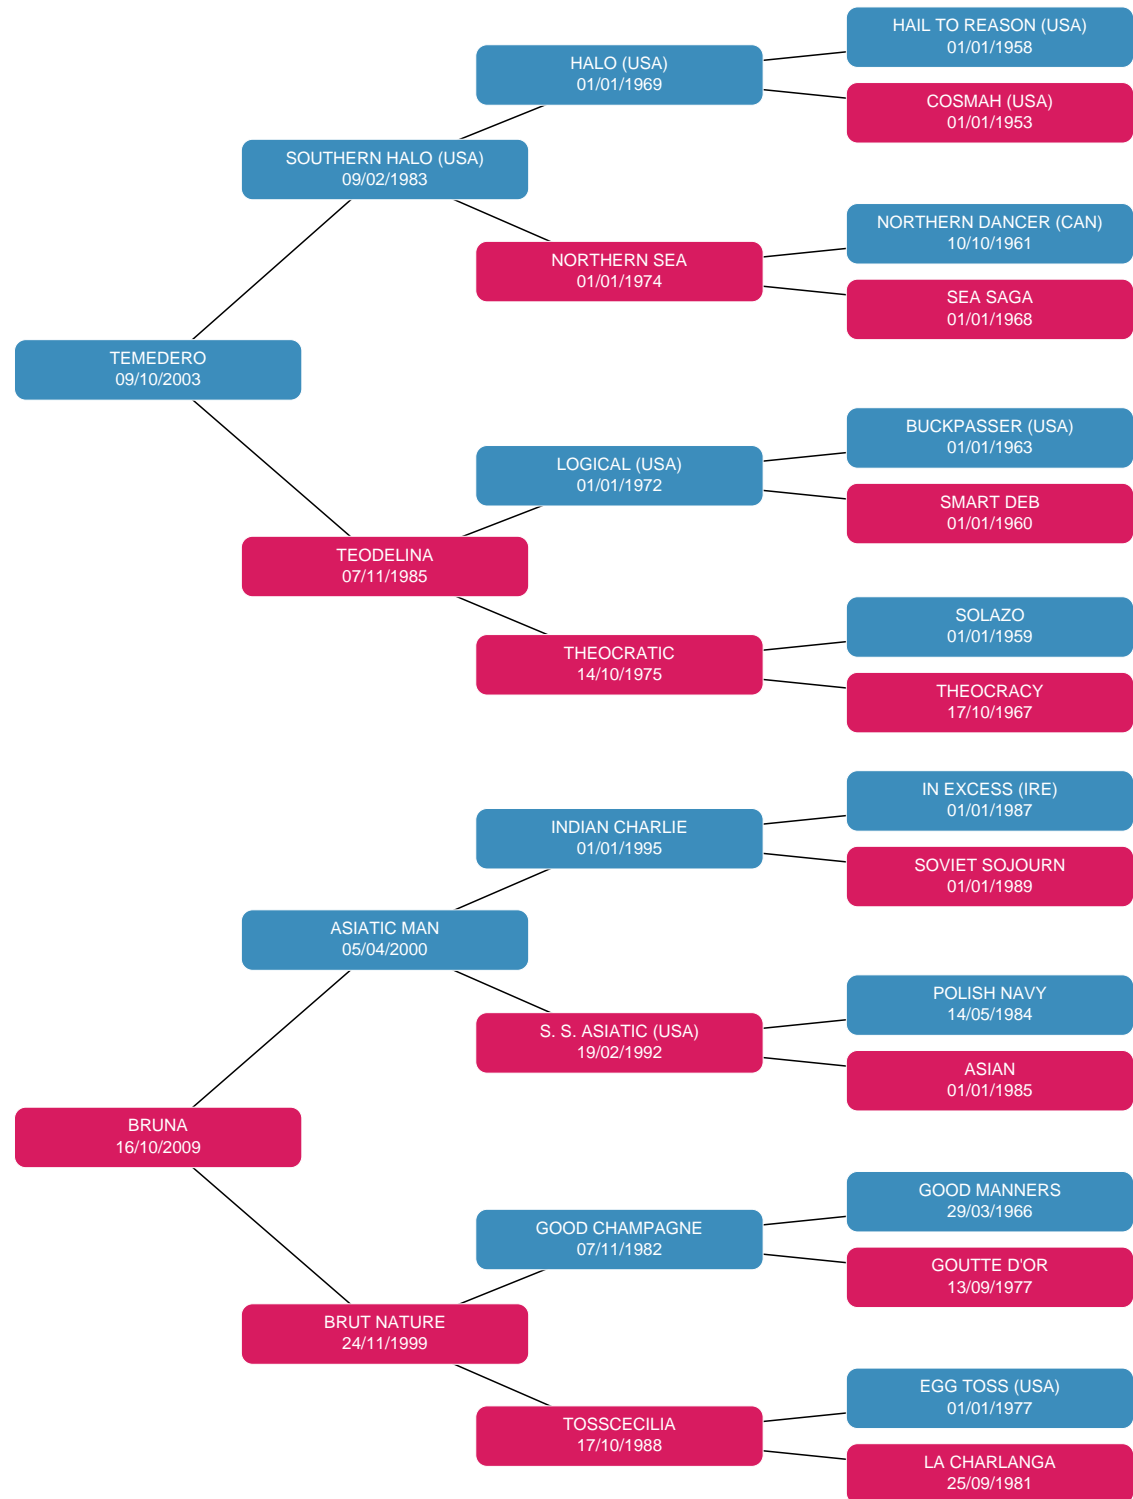 HAIL TO REASON (USA)
01/01/1958
HALO (USA)
01/01/1969
COSMAH (USA)
01/01/1953
SOUTHERN HALO (USA)
09/02/1983
NORTHERN DANCER (CAN)
10/10/1961
NORTHERN SEA
01/01/1974
SEA SAGA
01/01/1968
TEMEDERO
09/10/2003
BUCKPASSER (USA)
01/01/1963
LOGICAL (USA)
01/01/1972
SMART DEB
01/01/1960
TEODELINA
07/11/1985
SOLAZO
01/01/1959
THEOCRATIC
14/10/1975
THEOCRACY
17/10/1967
IN EXCESS (IRE)
01/01/1987
INDIAN CHARLIE
01/01/1995
SOVIET SOJOURN
01/01/1989
ASIATIC MAN
05/04/2000
POLISH NAVY
14/05/1984
S. S. ASIATIC (USA)
19/02/1992
ASIAN
01/01/1985
BRUNA
16/10/2009
GOOD MANNERS
29/03/1966
GOOD CHAMPAGNE
07/11/1982
GOUTTE D'OR
13/09/1977
BRUT NATURE
24/11/1999
EGG TOSS (USA)
01/01/1977
TOSSCECILIA
17/10/1988
LA CHARLANGA
25/09/1981